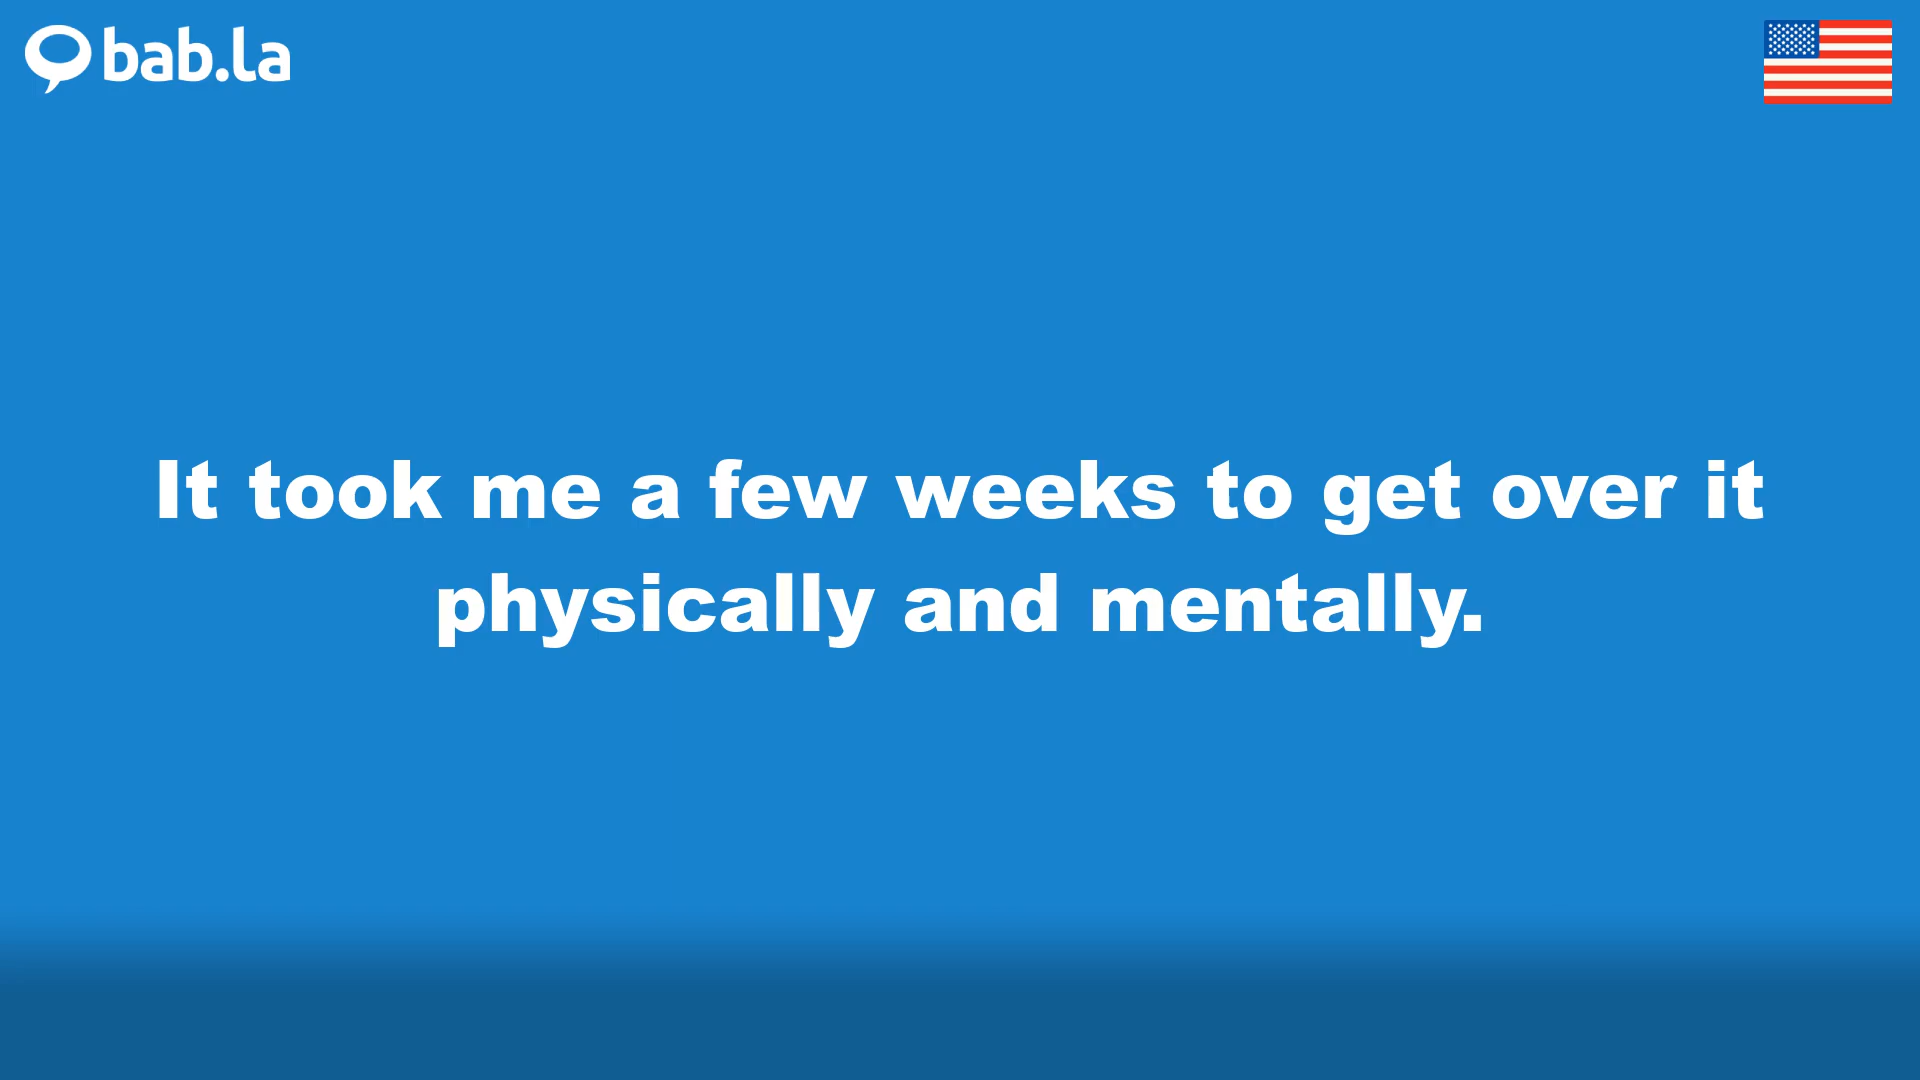 bab.la
It took me a few weeks to get over it
physically and mentally.